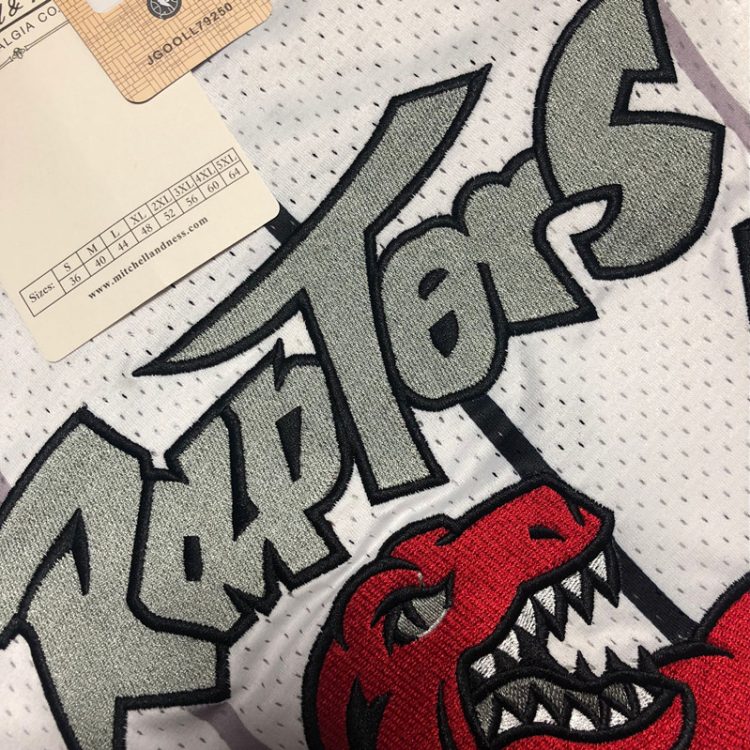 ALGIA CO.
JGOOLL79250
Sizes: S M L XL 2XL 3XL 4XL 5XL
36 40 44 48 52 56 60 64
www.mitchellandness.com
RapTors